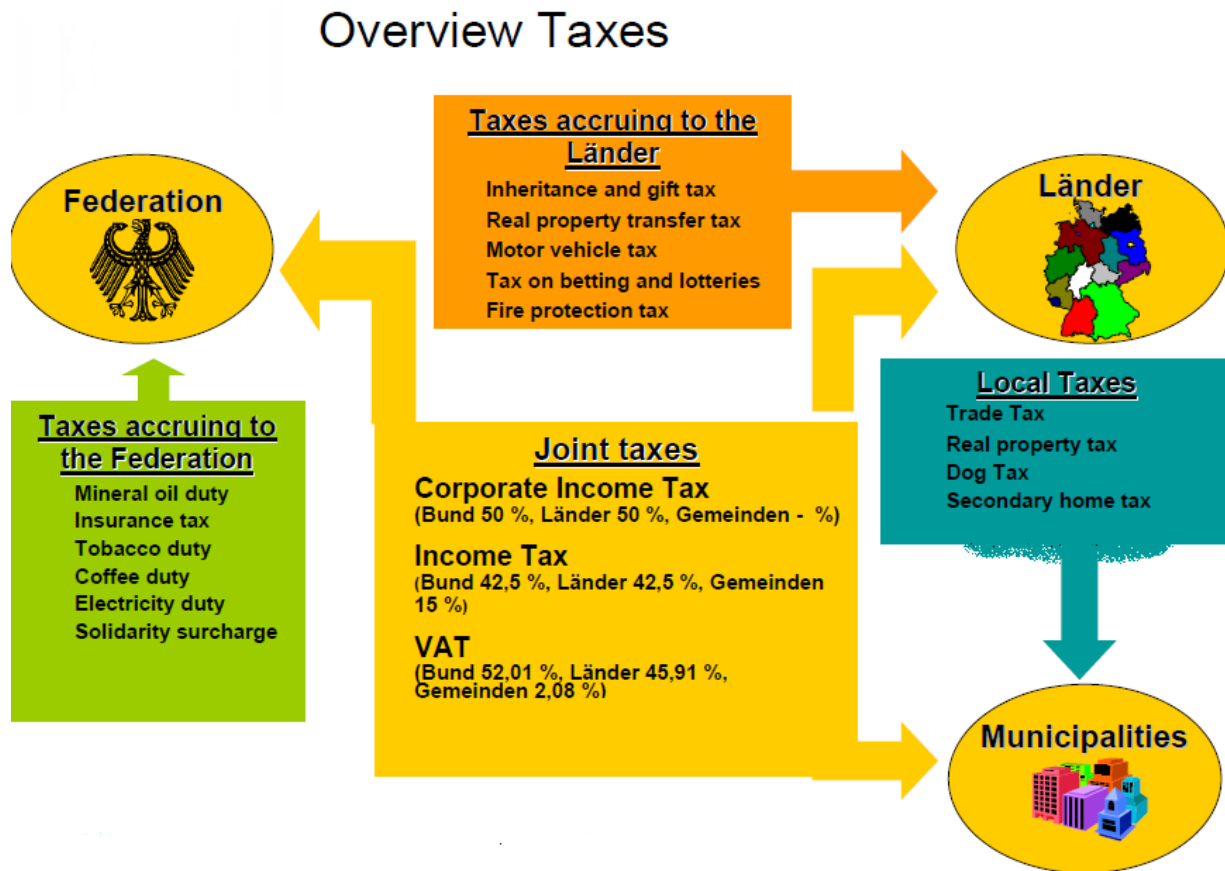 Overview Taxes
Federation
Taxes accruing to the
Länder
Inheritance and gift tax
Real property transfer tax
Motor vehicle tax
Tax on betting and lotteries
Fire protection tax
Länder
Taxes accruing to
the Federation
Mineral oil duty
Insurance tax
Tobacco duty
Coffee duty
Electricity duty
Solidarity surcharge
Joint taxes
Corporate Income Tax
(Bund 50 %, Länder 50 %, Gemeinden - %)
Income Tax
(Bund 42,5 %, Länder 42,5 %, Gemeinden
15 %)
VAT
(Bund 52,01 %, Länder 45,91 %,
Gemeinden 2,08 %)
Local Taxes
Trade Tax
Real property tax
Dog Tax
Secondary home tax
Municipalities